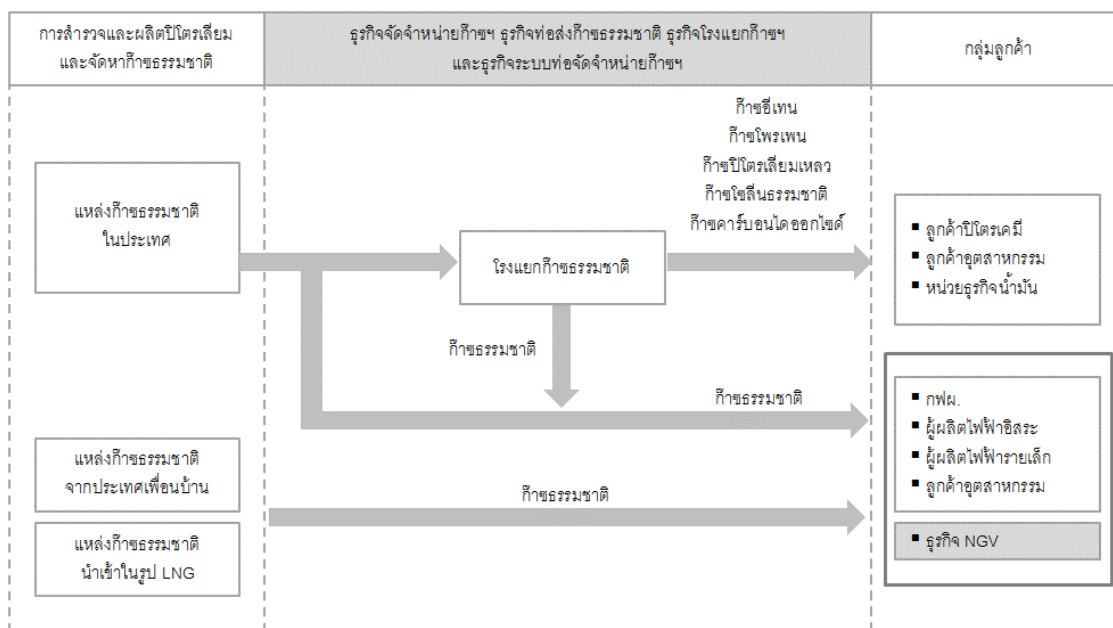 การสำรวจและผลิตปิโตรเลียม
และจัดหาก๊าซธรรมชาติ
ธุรกิจจัดจำหน่ายก๊าซฯ ธุรกิจท่อส่งก๊าซธรรมชาติ ธุรกิจโรงแยกก๊าซฯ
และธุรกิจระบบท่อจัดจำหน่ายก๊าซฯ
กลุ่มลูกค้า
แหล่งก๊าซธรรมชาติ
ในประเทศ
โรงแยกก๊าซธรรมชาติ
ก๊าซอีเทน
ก๊าซโพรเพน
ก๊าซปิโตรเลียมเหลว
ก๊าซโซลีนธรรมชาติ
ก๊าซคาร์บอนไดออกไซด์
▪ ลูกค้าปิโตรเคมี
▪ ลูกค้าอุตสาหกรรม
▪ หน่วยธุรกิจน้ำมัน
ก๊าซธรรมชาติ
ก๊าซธรรมชาติ
▪ กฟผ.
▪ ผู้ผลิตไฟฟ้าอิสระ
▪ ผู้ผลิตไฟฟ้ารายเล็ก
▪ ลูกค้าอุตสาหกรรม
แหล่งก๊าซธรรมชาติ
จากประเทศเพื่อนบ้าน
ก๊าซธรรมชาติ
แหล่งก๊าซธรรมชาติ
นำเข้าในรูป LNG
▪ ธุรกิจ NGV